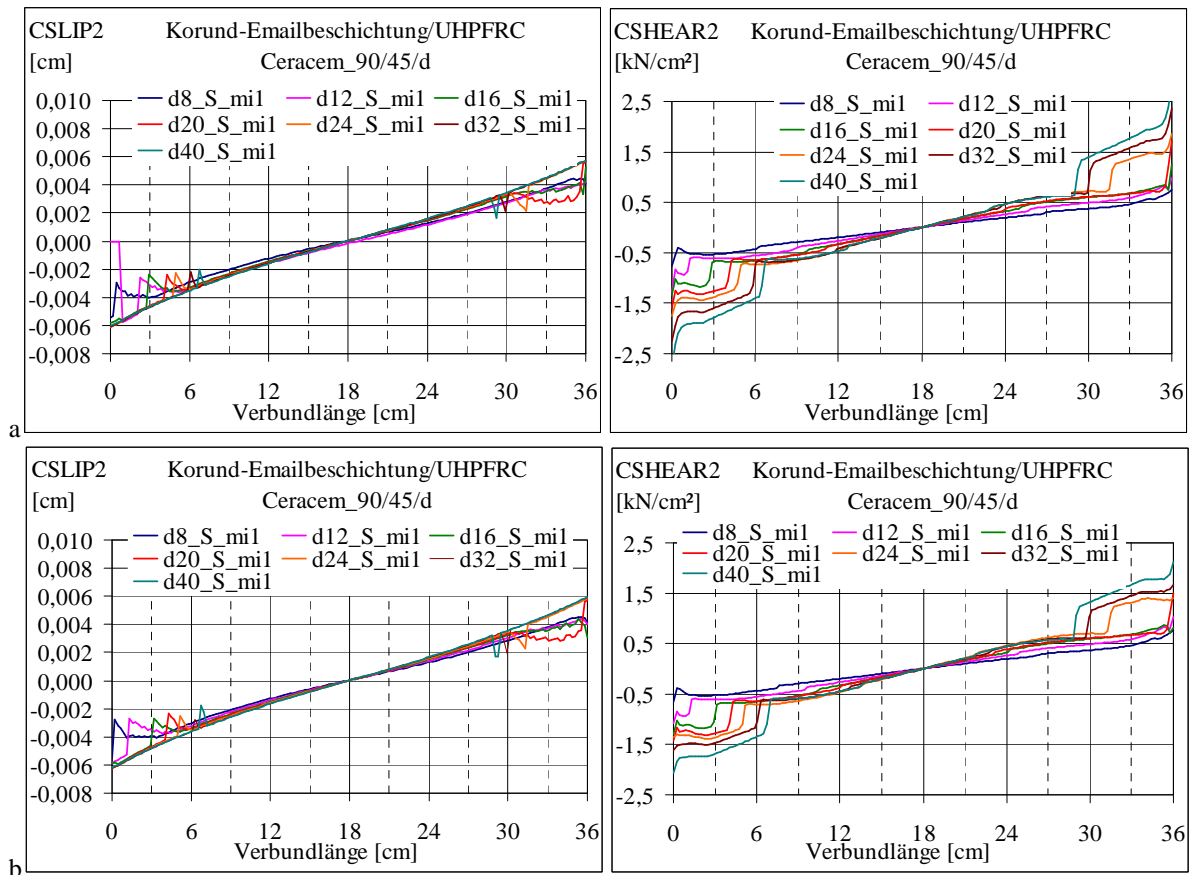 CSLIP2 Korund-Emailbeschichtung/UHPFRC
[cm] Ceracem_90/45/d
0,010
d8_S_mi1 d12_S_mi1 d16_S_mi1
0,008
d20_S_mi1 d24_S_mi1 d32_S_mi1
0,006
d40_S_mi1
0,004
0,002
0,000
-0,002
-0,004
-0,006
-0,008
0 6 12 18 24 30 36
Verbundlänge [cm]
a
CSHEAR2 Korund-Emailbeschichtung/UHPFRC
[kN/cm²] Ceracem_90/45/d
2,5
d8_S_mi1 d12_S_mi1
d16_S_mi1 d20_S_mi1
1,5
d24_S_mi1 d32_S_mi1
d40_S_mi1
0,5
-0,5
-1,5
-2,5
0 6 12 18 24 30 36
Verbundlänge [cm]
CSLIP2 Korund-Emailbeschichtung/UHPFRC
[cm] Ceracem_90/45/d
d8_S_mi1 d12_S_mi1 d16_S_mi1
0,010
d20_S_mi1 d24_S_mi1 d32_S_mi1
0,008
d40_S_mi1
0,006
0,004
0,002
0,000
-0,002
-0,004
-0,006
-0,008
0 6 12 18 24 30 36
Verbundlänge [cm]
b
CSHEAR2 Korund-Emailbeschichtung/UHPFRC
[kN/cm²] Ceracem_90/45/d
d8_S_mi1 d12_S_mi1 d16_S_mi1
2,5
d20_S_mi1 d24_S_mi1 d32_S_mi1
d40_S_mi1
1,5
0,5
-0,5
-1,5
-2,5
0 6 12 18 24 30 36
Verbundlänge [cm]